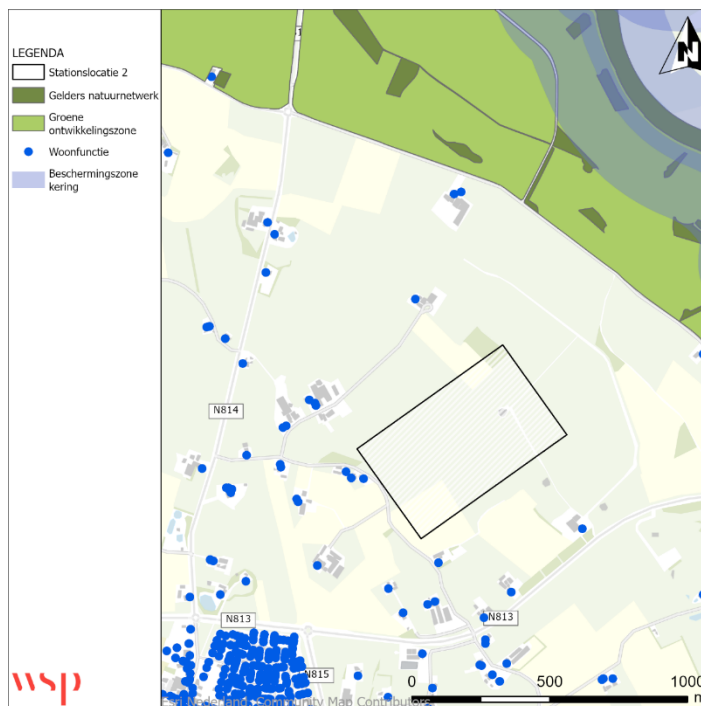 LEGENDA
Stationslocatie 2
Gelders natuurnetwerk
Groene
ontwikkelingszone
Woonfunctie
Beschermingszone
kering
N
N814
N813
N813
N815
0 500 1000
m
Esri Nederland, Community Map Contributors
wsp